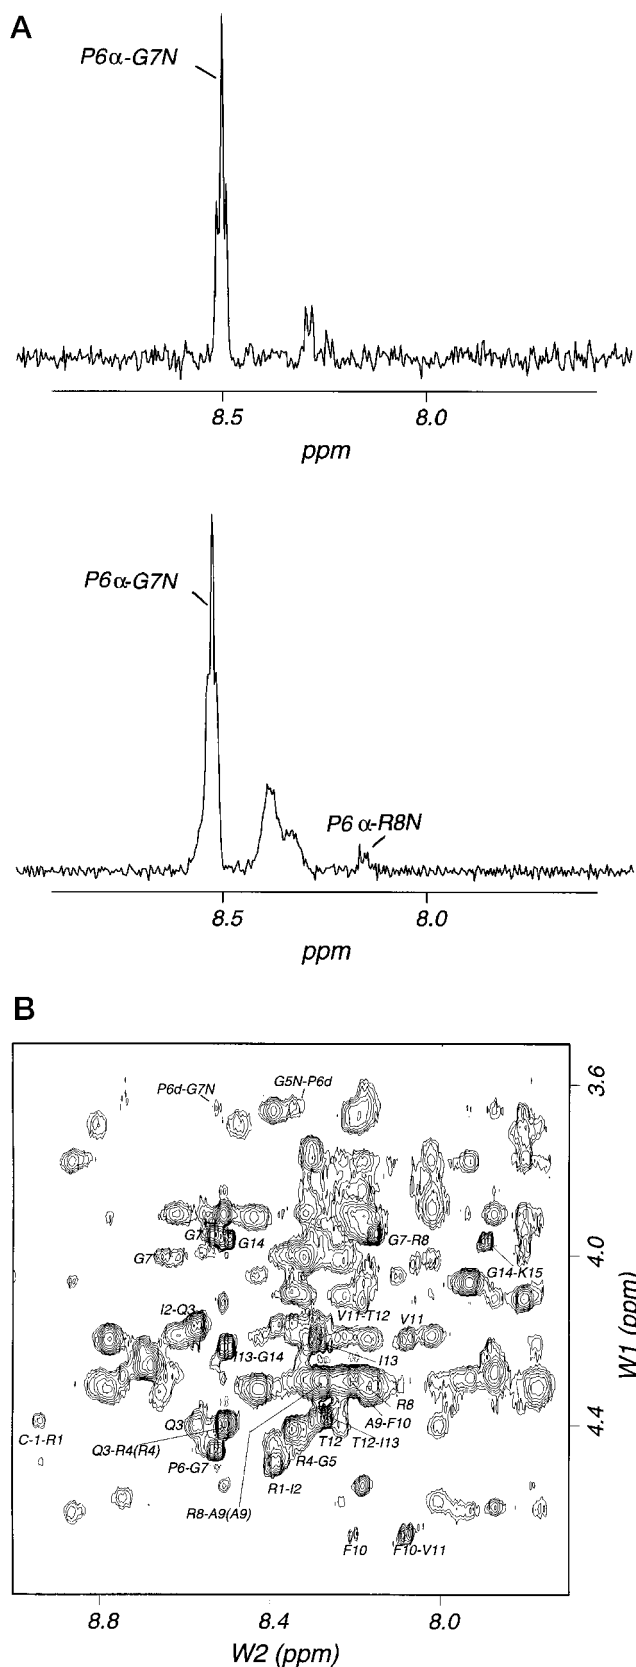 A
P6α-G7N
8.5 8.0
ppm
P6α-G7N
P6 α-R8N
8.5 8.0
ppm
B
P6d-G7N G5N-P6d
3.6
G7 G14 G7-R8
G7 4.0
G14-K15
I2-Q3 V11-T12 V11
I13-G14 I13
R8
Q3 A9-F10
C-1-R1 T12 T12-I13 4.4
Q3-R4(R4) R4-G5
P6-G7 R1-I2
R8-A9(A9)
F10 F10-V11
W1 (ppm)
8.8 8.4 8.0
W2 (ppm)